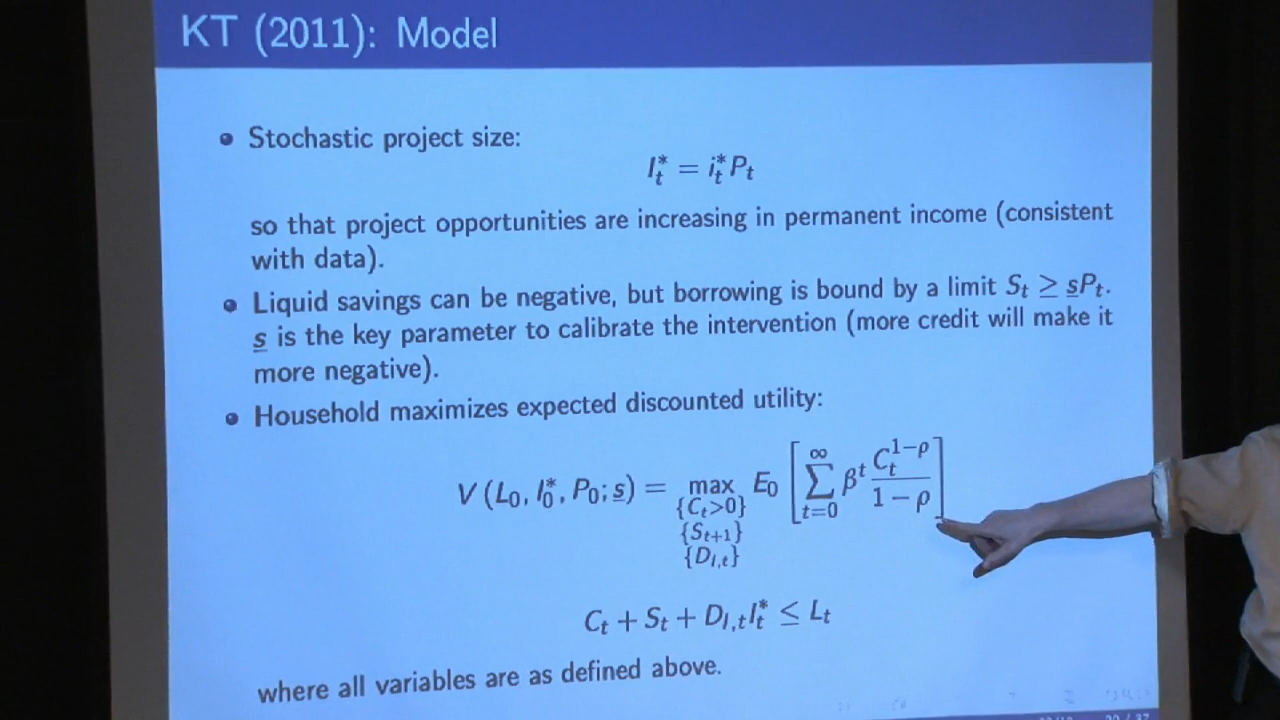 KT (2011): Model
Stochastic project size:
I*_t = i*_t P_t
so that project opportunities are increasing in permanent income (consistent
with data).
Liquid savings can be negative, but borrowing is bound by a limit S_t ≥ s̲P_t.
s̲ is the key parameter to calibrate the intervention (more credit will make it
more negative).
Household maximizes expected discounted utility:
V (L_0, I*_0, P_0; s̲) = max_{{C_t>0} {S_{t+1}} {D_{I,t}}} E_0 [∑_{t=0}^{∞} β^t C_t^{1−ρ} / (1 − ρ)]
C_t + S_t + D_{I,t} I*_t ≤ L_t
where all variables are as defined above.